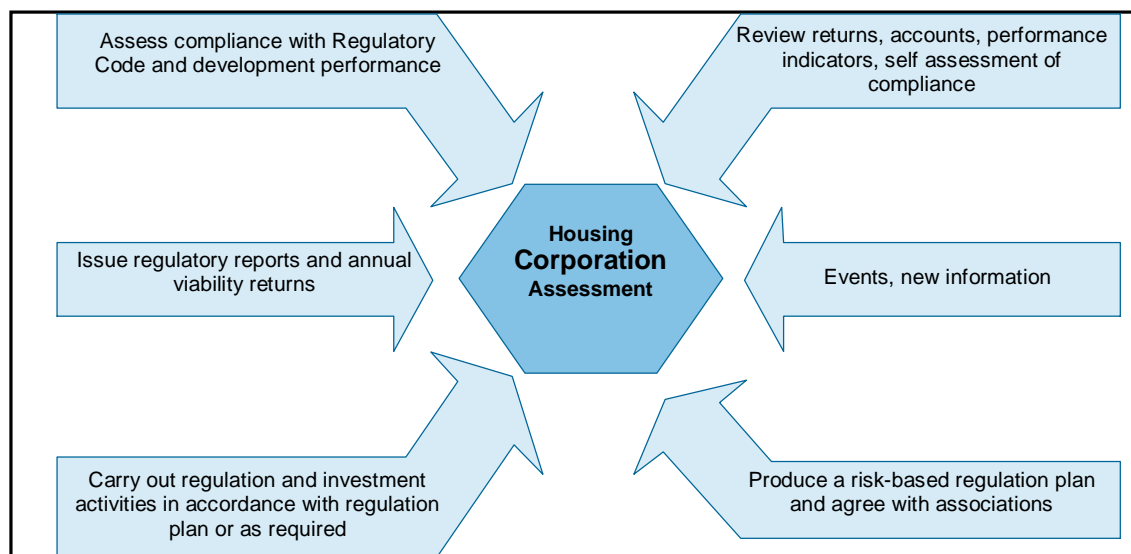 Assess compliance with Regulatory
Code and development performance
Review returns, accounts, performance
indicators, self assessment of
compliance
Issue regulatory reports and annual
viability returns
Housing
Corporation
Assessment
Events, new information
Carry out regulation and investment
activities in accordance with regulation
plan or as required
Produce a risk-based regulation plan
and agree with associations